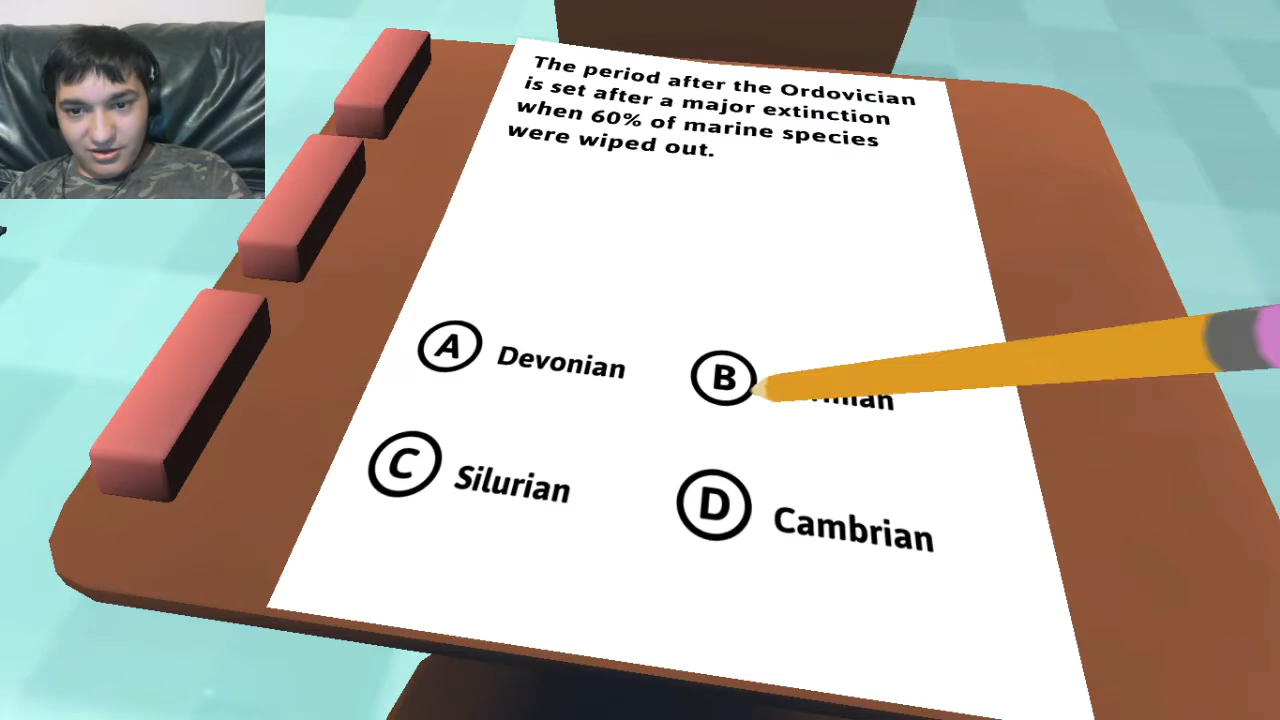 The period after the Ordovician
is set after a major extinction
when 60% of marine species
were wiped out.
A Devonian
B
C Silurian
D Cambrian